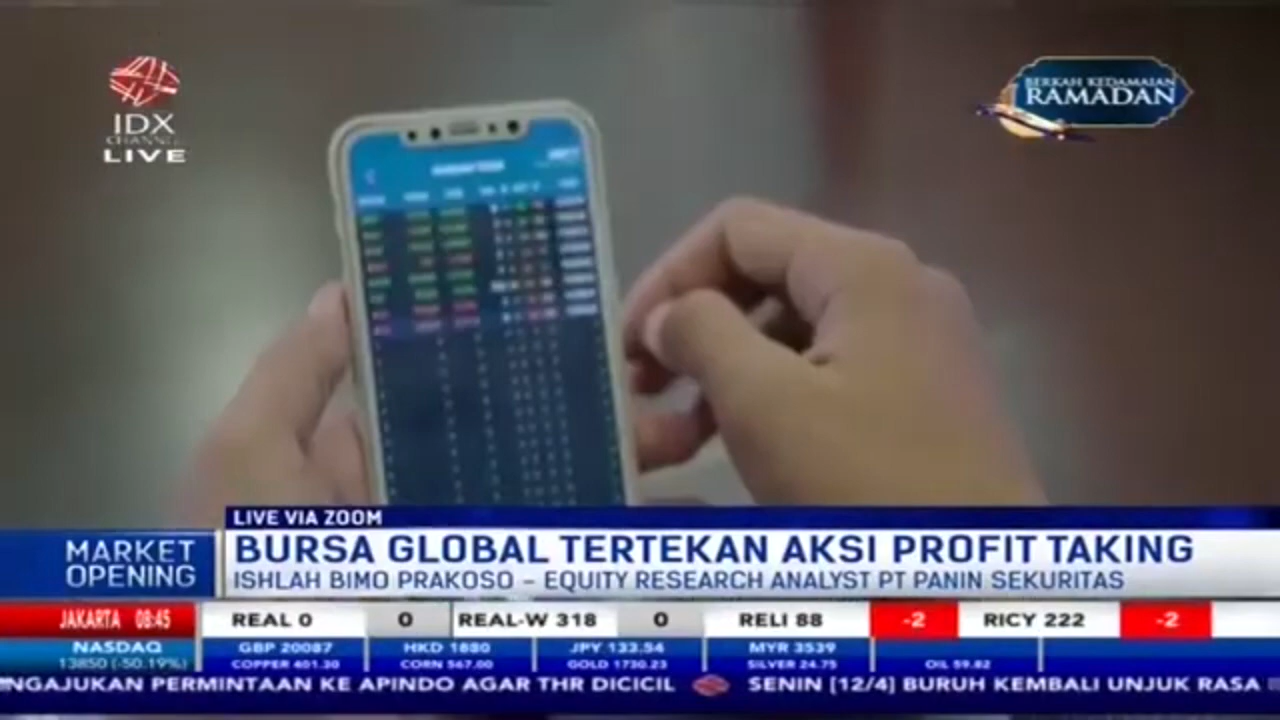 IDX
CHANNEL
LIVE
BERKAH KEDAMAIAN
RAMADAN
LIVE VIA ZOOM
MARKET OPENING
BURSA GLOBAL TERTEKAN AKSI PROFIT TAKING
ISHLAH BIMO PRAKOSO – EQUITY RESEARCH ANALYST PT PANIN SEKURITAS
JAKARTA 08:45 REAL 0 0 REAL-W 318 0 RELI 88 -2 RICY 222 -2
NASDAQ GBP 20087 HKD 1880 JPY 133.54 MYR 3539
13850 (-50.19%) COPPER 401.30 CORN 567.00 GOLD 1730.23 SILVER 24.75 OIL 59.82
NGAJUKAN PERMINTAAN KE APINDO AGAR THR DICICIL SENIN [12/4] BURUH KEMBALI UNJUK RASA